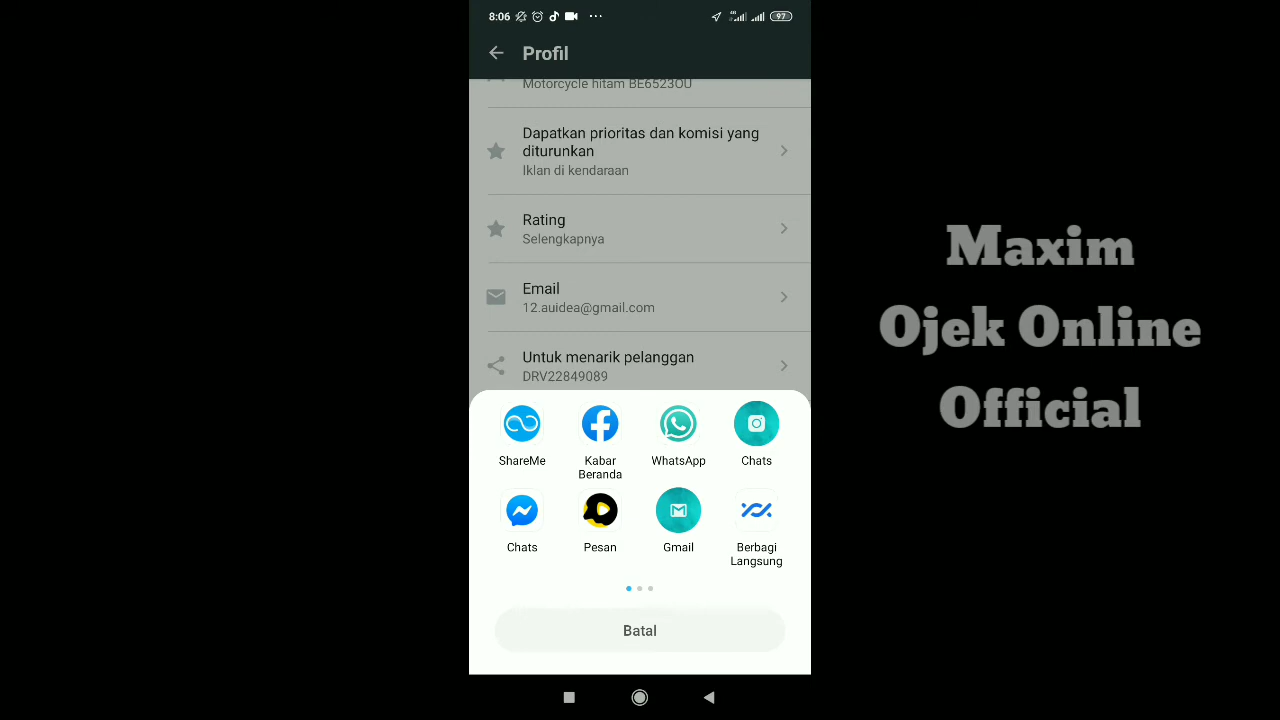 8:06
97
Profil
Motorcycle hitam BE6523OU
Dapatkan prioritas dan komisi yang
diturunkan
Iklan di kendaraan
Rating
Selengkapnya
Email
12.auidea@gmail.com
Untuk menarik pelanggan
DRV22849089
ShareMe
Kabar
Beranda
WhatsApp
Chats
Chats
Pesan
Gmail
Berbagi
Langsung
Batal
Maxim
Ojek Online
Official